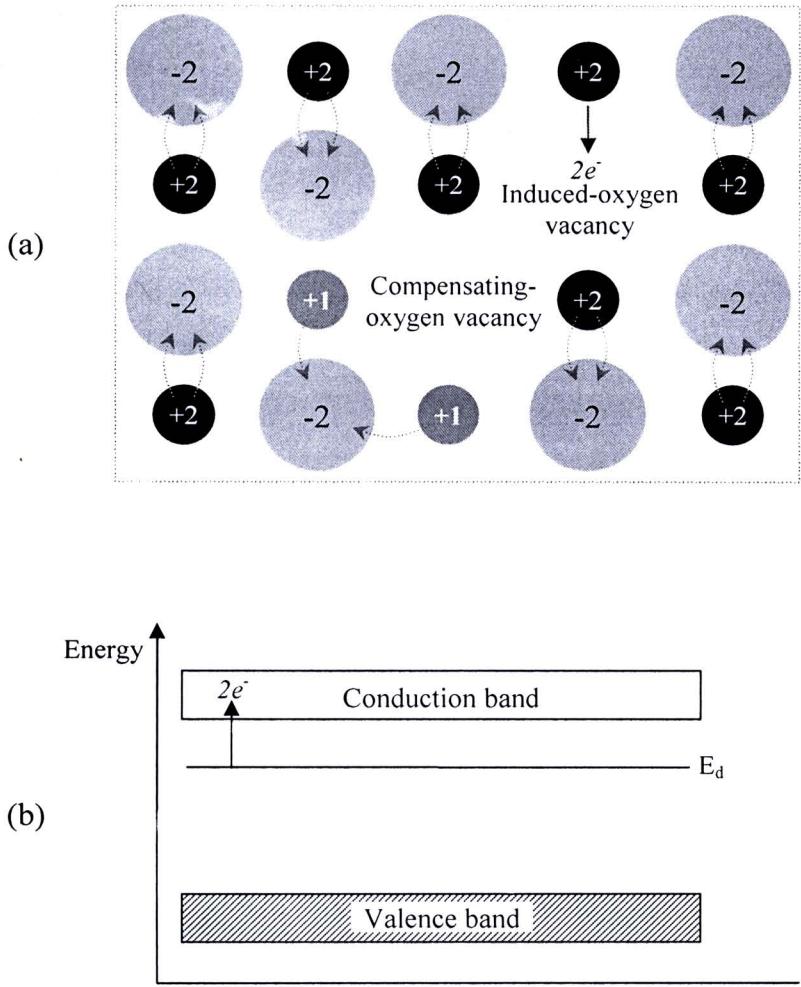 -2 +2 -2 +2 -2
+2 -2 +2 2e⁻ +2
Induced-oxygen
vacancy
(a)
-2 +1 Compensating- +2 -2
oxygen vacancy
+2 -2 +1 -2 +2
Energy
2e⁻ Conduction band
E_d
(b)
Valence band